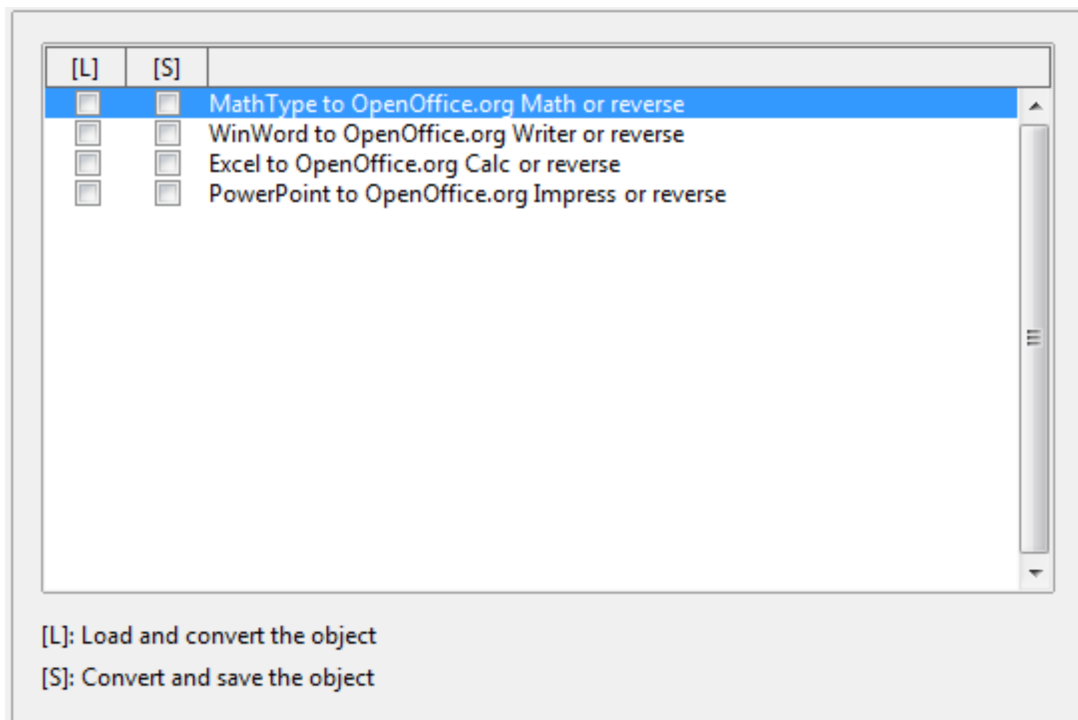 [L] [S]
MathType to OpenOffice.org Math or reverse
WinWord to OpenOffice.org Writer or reverse
Excel to OpenOffice.org Calc or reverse
PowerPoint to OpenOffice.org Impress or reverse
[L]: Load and convert the object
[S]: Convert and save the object